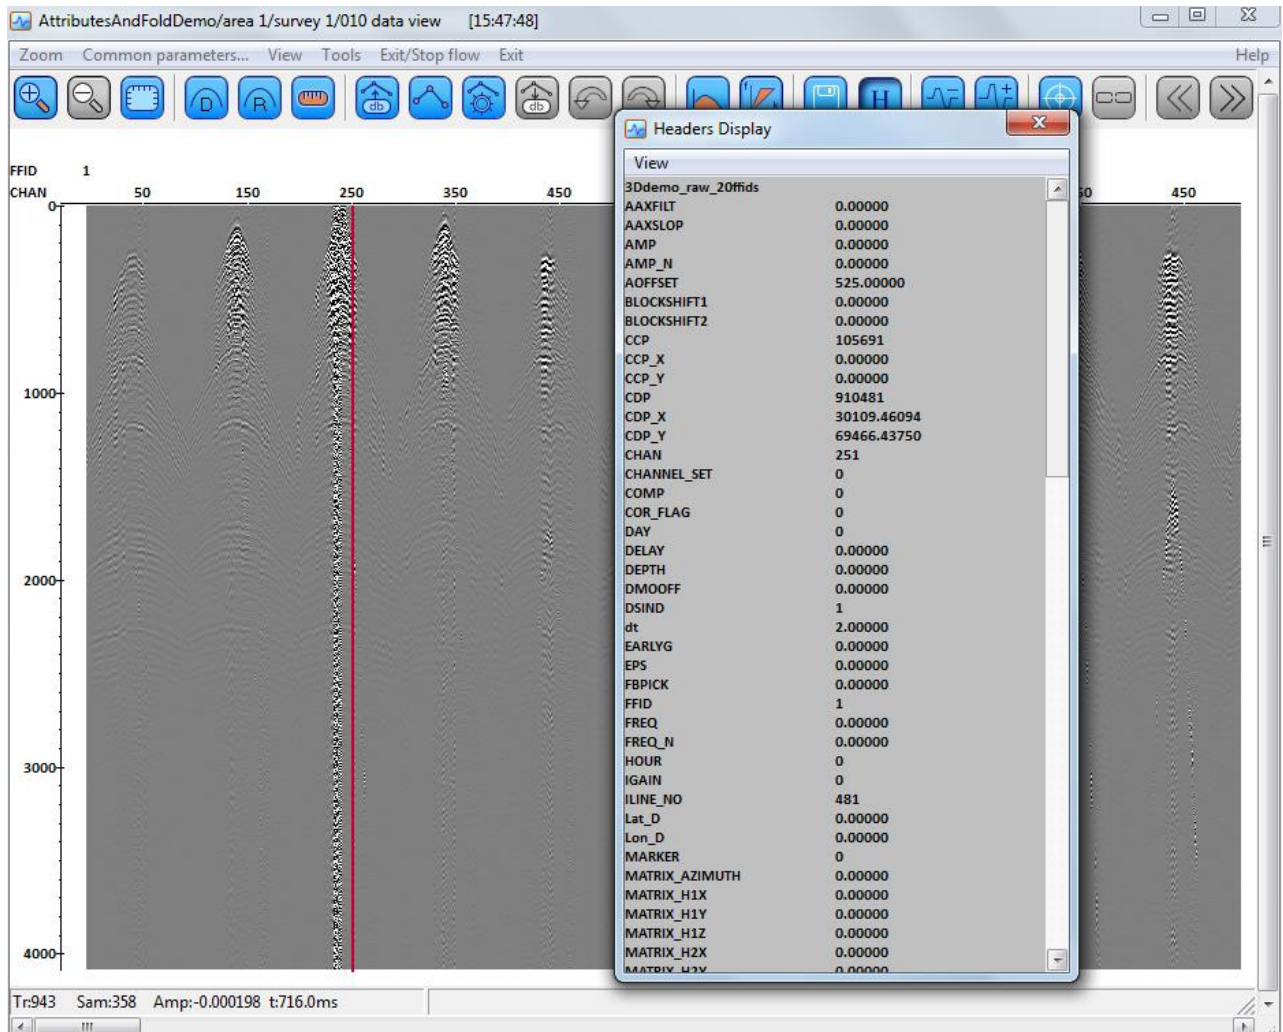 AttributesAndFoldDemo/area 1/survey 1/010 data view [15:47:48]
Zoom Common parameters... View Tools Exit/Stop flow Exit Help
D R db db H
Headers Display
View
FFID 1
CHAN 50 150 250 350 450 450
0
1000
2000
3000
4000
3Ddemo_raw_20ffids
AAXFILT 0.00000
AAXSLOP 0.00000
AMP 0.00000
AMP_N 0.00000
AOFFSET 525.00000
BLOCKSHIFT1 0.00000
BLOCKSHIFT2 0.00000
CCP 105691
CCP_X 0.00000
CCP_Y 0.00000
CDP 910481
CDP_X 30109.46094
CDP_Y 69466.43750
CHAN 251
CHANNEL_SET 0
COMP 0
COR_FLAG 0
DAY 0
DELAY 0.00000
DEPTH 0.00000
DMOOFF 0.00000
DSIND 1
dt 2.00000
EARLYG 0.00000
EPS 0.00000
FBPICK 0.00000
FFID 1
FREQ 0.00000
FREQ_N 0.00000
HOUR 0
IGAIN 0
ILINE_NO 481
Lat_D 0.00000
Lon_D 0.00000
MARKER 0
MATRIX_AZIMUTH 0.00000
MATRIX_H1X 0.00000
MATRIX_H1Y 0.00000
MATRIX_H1Z 0.00000
MATRIX_H2X 0.00000
MATRIX_H2Y 0.00000
Tr:943 Sam:358 Amp:-0.000198 t:716.0ms